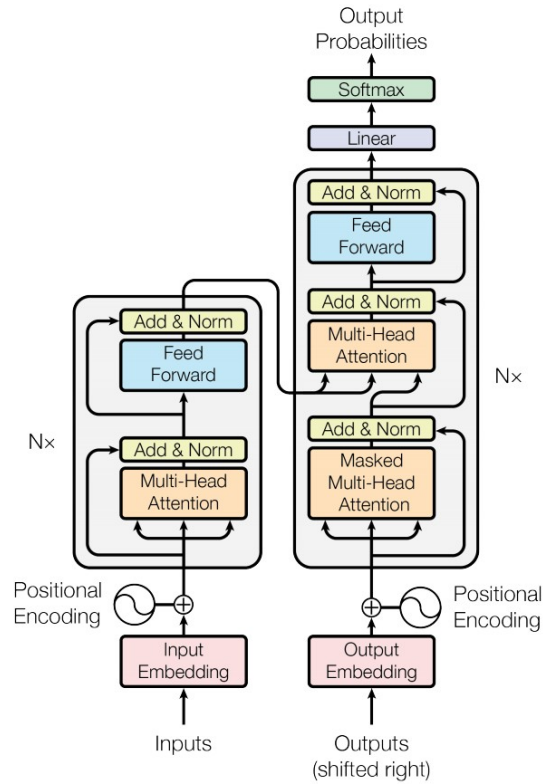 Output
Probabilities
Softmax
Linear
Add & Norm
Feed
Forward
Add & Norm
Multi-Head
Attention
Add & Norm
Masked
Multi-Head
Attention
Nx
Add & Norm
Feed
Forward
Nx
Add & Norm
Multi-Head
Attention
Positional
Encoding
Positional
Encoding
Input
Embedding
Output
Embedding
Inputs
Outputs
(shifted right)